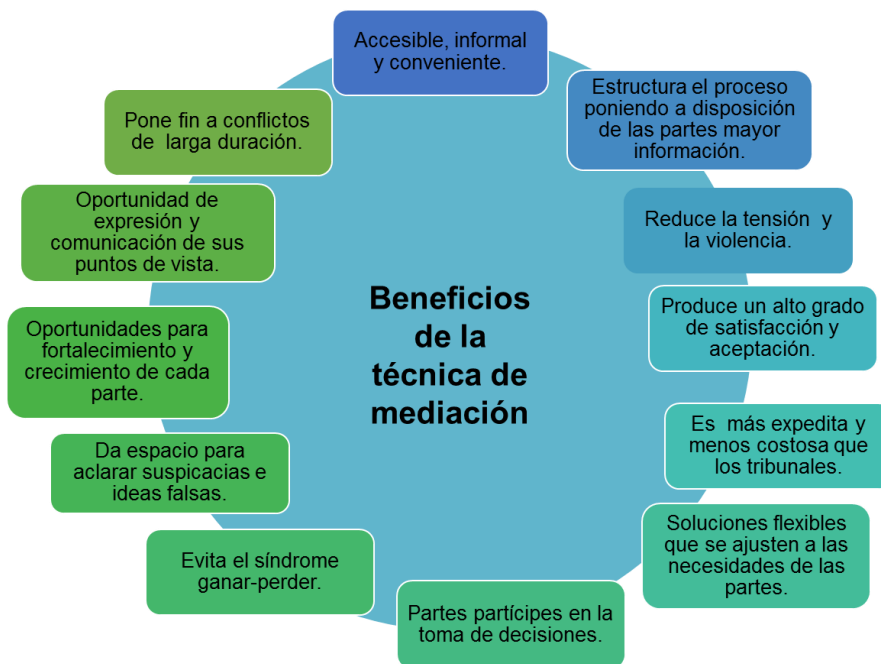 Accesible, informal
y conveniente.
Estructura el proceso
poniendo a disposición
de las partes mayor
información.
Reduce la tensión y
la violencia.
Produce un alto grado
de satisfacción y
aceptación.
Es más expedita y
menos costosa que
los tribunales.
Soluciones flexibles
que se ajusten a las
necesidades de las
partes.
Partes partícipes en la
toma de decisiones.
Evita el síndrome
ganar-perder.
Da espacio para
aclarar suspicacias e
ideas falsas.
Oportunidades para
fortalecimiento y
crecimiento de cada
parte.
Oportunidad de
expresión y
comunicación de sus
puntos de vista.
Pone fin a conflictos
de larga duración.
Beneficios
de la
técnica de
mediación